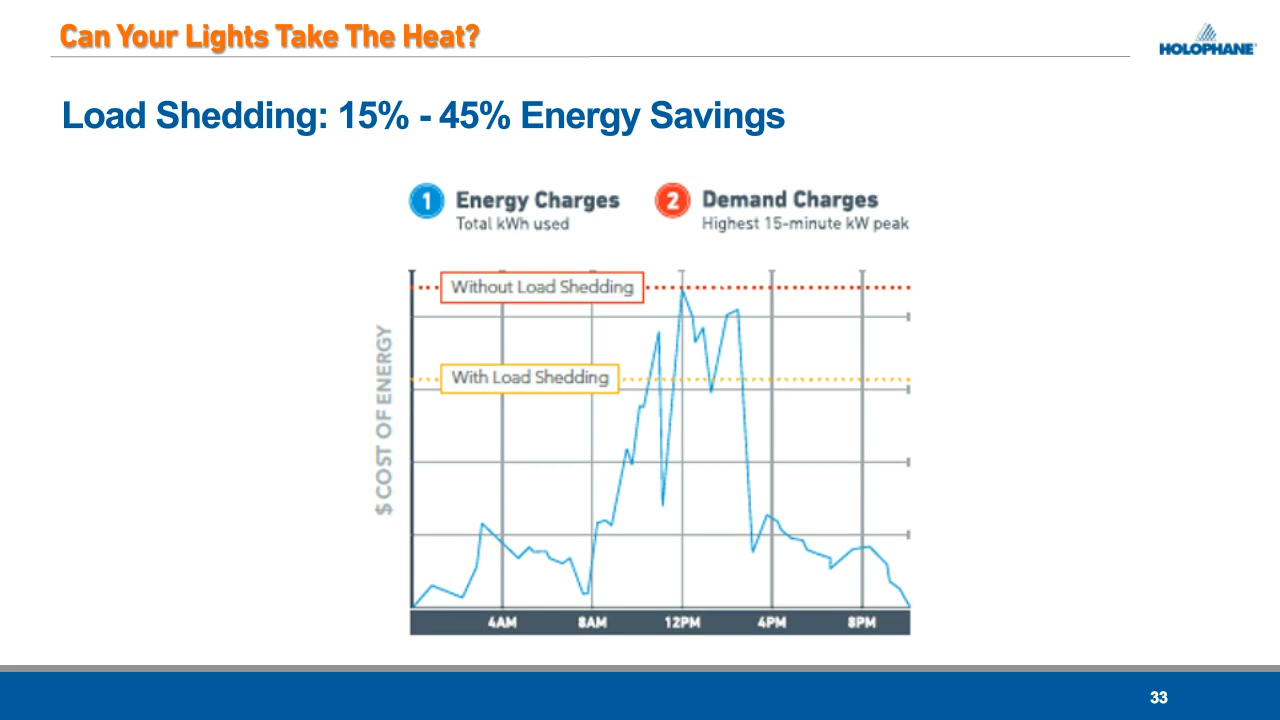 Can Your Lights Take The Heat?
HOLOPHANE®
Load Shedding: 15% - 45% Energy Savings
1 Energy Charges
Total kWh used
2 Demand Charges
Highest 15-minute kW peak
Without Load Shedding
With Load Shedding
$ COST OF ENERGY
4AM 8AM 12PM 4PM 8PM
33